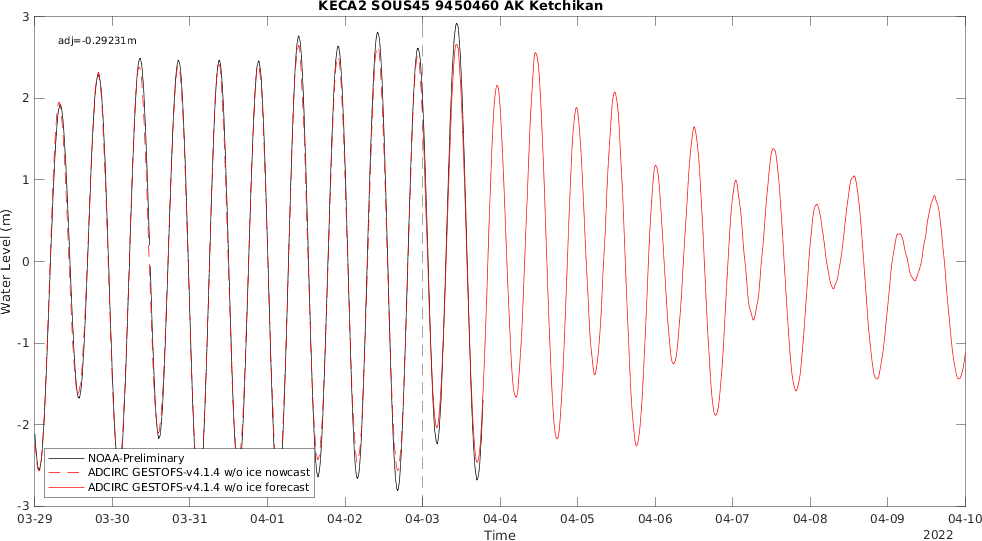 KECA2 SOUS45 9450460 AK Ketchikan
adj=-0.29231m
3
2
1
0
-1
-2
-3
Water Level (m)
NOAA-Preliminary
ADCIRC GESTOFS-v4.1.4 w/o ice nowcast
ADCIRC GESTOFS-v4.1.4 w/o ice forecast
03-29 03-30 03-31 04-01 04-02 04-03 04-04 04-05 04-06 04-07 04-08 04-09 04-10
Time
2022